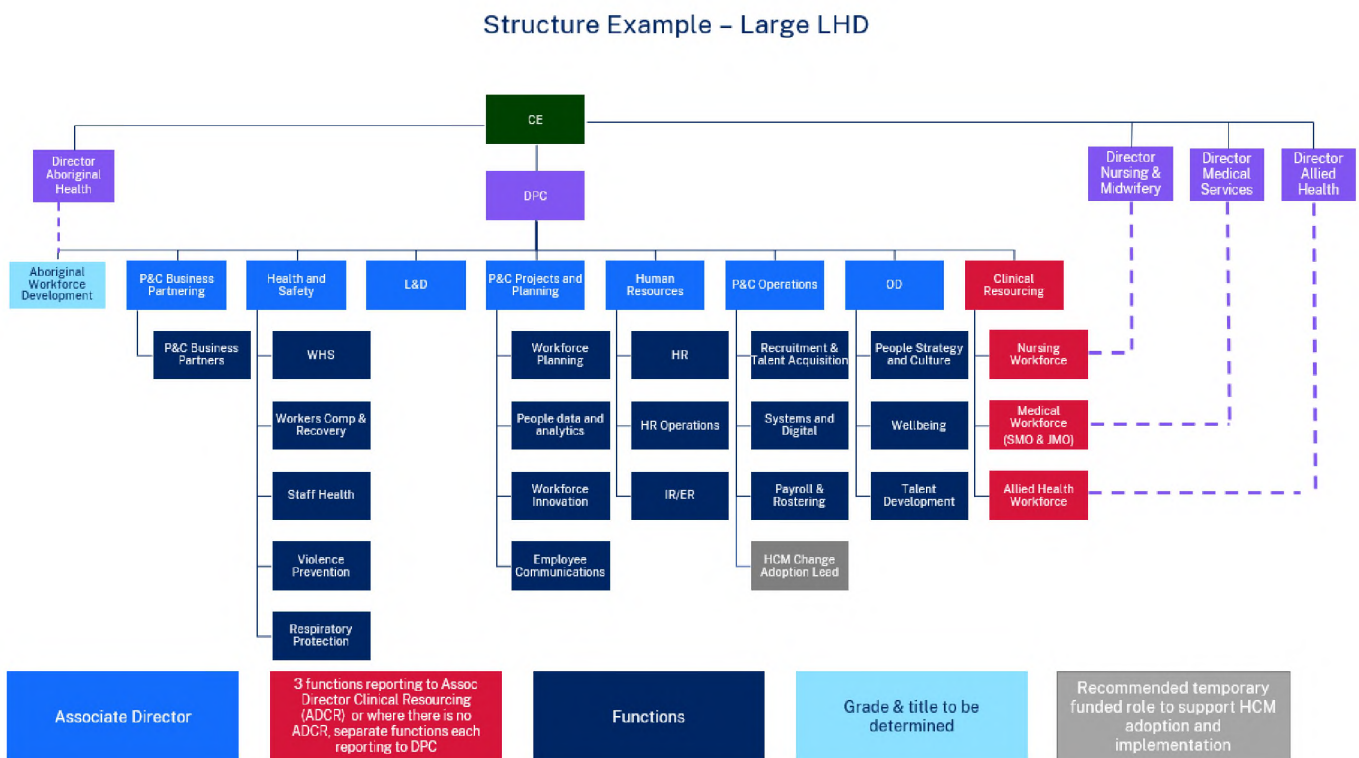 Structure Example – Large LHD
CE
Director
Aboriginal
Health
DPC
Director
Nursing &
Midwifery
Director
Medical
Services
Director
Allied
Health
Aboriginal
Workforce
Development
P&C Business
Partnering
Health and
Safety
L&D
P&C Projects and
Planning
Human
Resources
P&C Operations
OD
Clinical
Resourcing
P&C Business
Partners
WHS
Workforce
Planning
HR
Recruitment &
Talent Acquisition
People Strategy
and Culture
Nursing
Workforce
Workers Comp &
Recovery
People data and
analytics
HR Operations
Systems and
Digital
Wellbeing
Medical
Workforce
(SMO & JMO)
Staff Health
Workforce
Innovation
IR/ER
Payroll &
Rostering
Talent
Development
Allied Health
Workforce
Violence
Prevention
Employee
Communications
HCM Change
Adoption Lead
Respiratory
Protection
Associate Director
3 functions reporting to Assoc
Director Clinical Resourcing
(ADCR) or where there is no
ADCR, separate functions each
reporting to DPC
Functions
Grade & title to be
determined
Recommended temporary
funded role to support HCM
adoption and
implementation